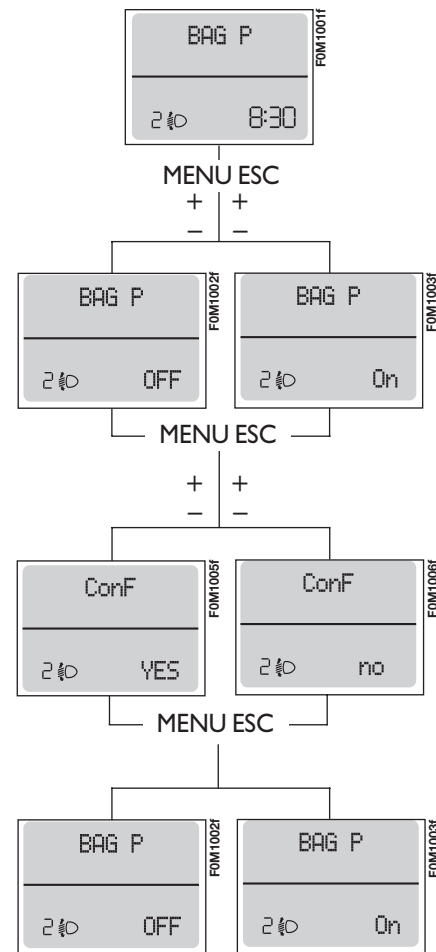 BAG P
2 8:30
F0M1001f
MENU ESC
+ +
– –
BAG P
2 OFF
F0M1002f
BAG P
2 On
F0M1003f
MENU ESC
+ +
– –
ConF
2 YES
F0M1005f
ConF
2 no
F0M1006f
MENU ESC
BAG P
2 OFF
F0M1002f
BAG P
2 On
F0M1003f